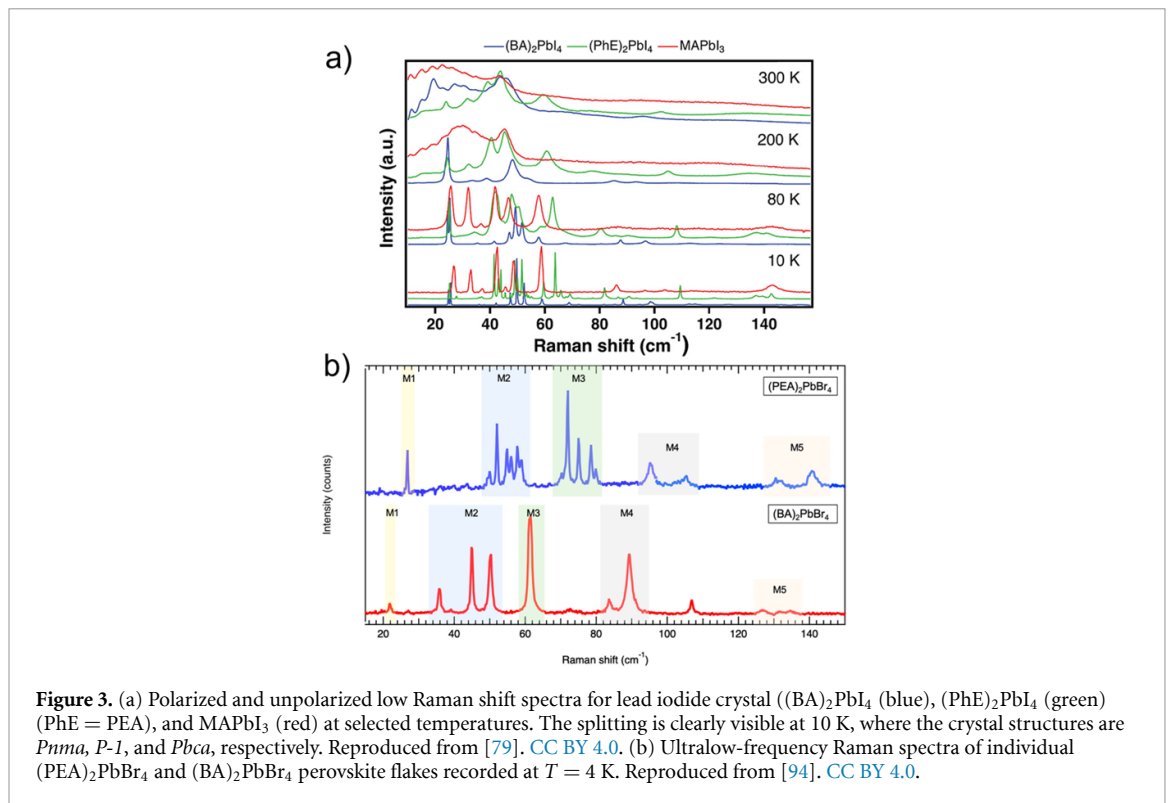 a)
(BA)₂PbI₄ (PhE)₂PbI₄ MAPbI₃
300 K
200 K
80 K
10 K
Intensity (a.u.)
20 40 60 80 100 120 140
Raman shift (cm⁻¹)
b)
M1 M2 M3 M4 M5
(PEA)₂PbBr₄
M1 M2 M3 M4 M5
(BA)₂PbBr₄
Intensity (counts)
20 40 60 80 100 120 140
Raman shift (cm⁻¹)
Figure 3. (a) Polarized and unpolarized low Raman shift spectra for lead iodide crystal ((BA)₂PbI₄ (blue), (PhE)₂PbI₄ (green)
(PhE = PEA), and MAPbI₃ (red) at selected temperatures. The splitting is clearly visible at 10 K, where the crystal structures are
Pnma, P-1, and Pbca, respectively. Reproduced from [79]. CC BY 4.0. (b) Ultralow-frequency Raman spectra of individual
(PEA)₂PbBr₄ and (BA)₂PbBr₄ perovskite flakes recorded at T = 4 K. Reproduced from [94]. CC BY 4.0.